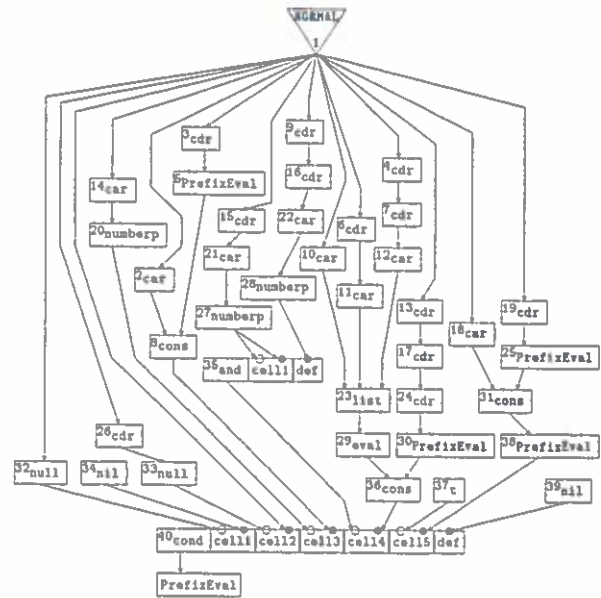 NORMAL
1
3cdr
9cdr
4cdr
14car
5PrefixEval
16cdr
7cdr
20numberp
15cdr
22car
6cdr
12car
2car
21car
10car
28numberp
11car
13cdr
19cdr
27numberp
18car
8cons
17cdr
25PrefixEval
35and cell1 def
23list
24cdr
31cons
26cdr
29eval
30PrefixEval
38PrefixEval
32null
34nil
33null
36cons
37t
39nil
40cond cell1 cell2 cell3 cell4 cell5 def
PrefixEval